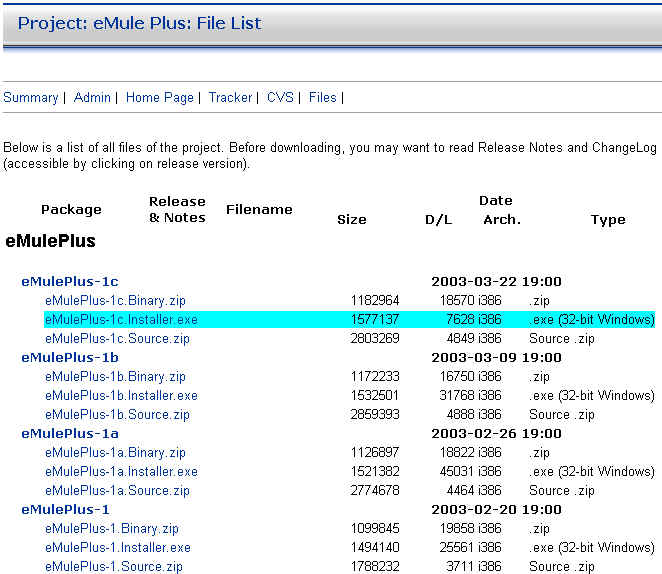 Project: eMule Plus: File List
Summary | Admin | Home Page | Tracker | CVS | Files |
Below is a list of all files of the project. Before downloading, you may want to read Release Notes and ChangeLog
(accessible by clicking on release version).
Package Release & Notes Filename Size D/L Date Arch. Type
eMulePlus
eMulePlus-1c 2003-03-22 19:00
eMulePlus-1c.Binary.zip 1182964 18570 i386 .zip
eMulePlus-1c.Installer.exe 1577137 7628 i386 .exe (32-bit Windows)
eMulePlus-1c.Source.zip 2803269 4849 i386 Source .zip
eMulePlus-1b 2003-03-09 19:00
eMulePlus-1b.Binary.zip 1172233 16750 i386 .zip
eMulePlus-1b.Installer.exe 1532501 31768 i386 .exe (32-bit Windows)
eMulePlus-1b.Source.zip 2859393 4888 i386 Source .zip
eMulePlus-1a 2003-02-26 19:00
eMulePlus-1a.Binary.zip 1126897 18822 i386 .zip
eMulePlus-1a.Installer.exe 1521382 45031 i386 .exe (32-bit Windows)
eMulePlus-1a.Source.zip 2774678 4464 i386 Source .zip
eMulePlus-1 2003-02-20 19:00
eMulePlus-1.Binary.zip 1099845 19858 i386 .zip
eMulePlus-1.Installer.exe 1494140 25561 i386 .exe (32-bit Windows)
eMulePlus-1.Source.zip 1788232 3711 i386 Source .zip